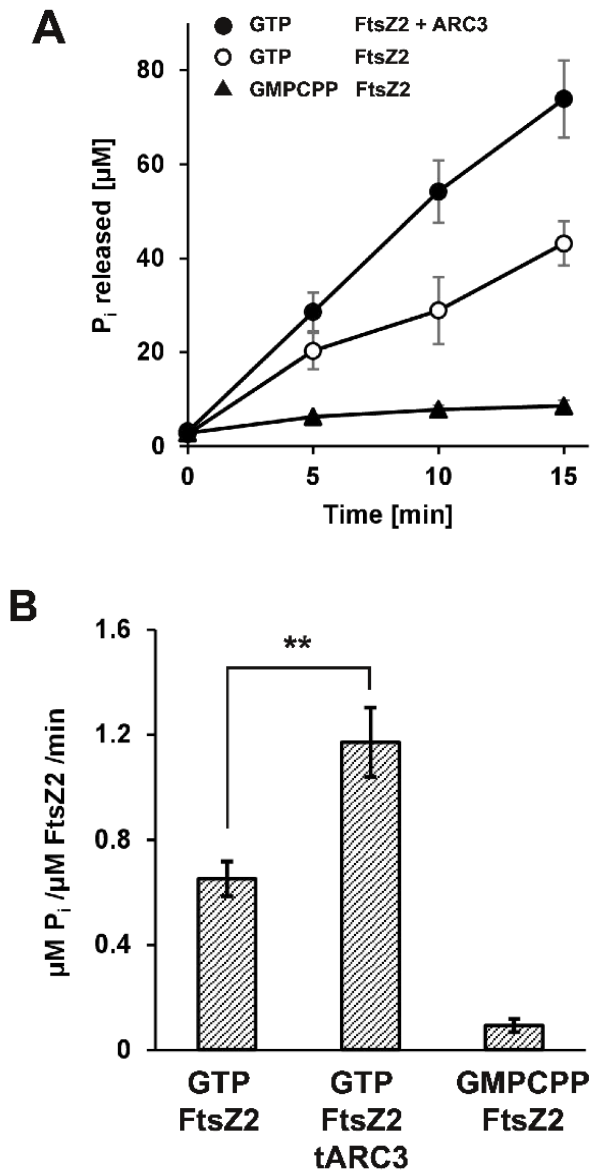 A
GTP FtsZ2 + ARC3
GTP FtsZ2
GMPCPP FtsZ2
80
60
40
20
0
Pi released [µM]
0 5 10 15
Time [min]
B
1.6
1.2
0.8
0.4
0
µM Pi /µM FtsZ2 /min
**
GTP GTP GMPCPP
FtsZ2 FtsZ2 FtsZ2
tARC3